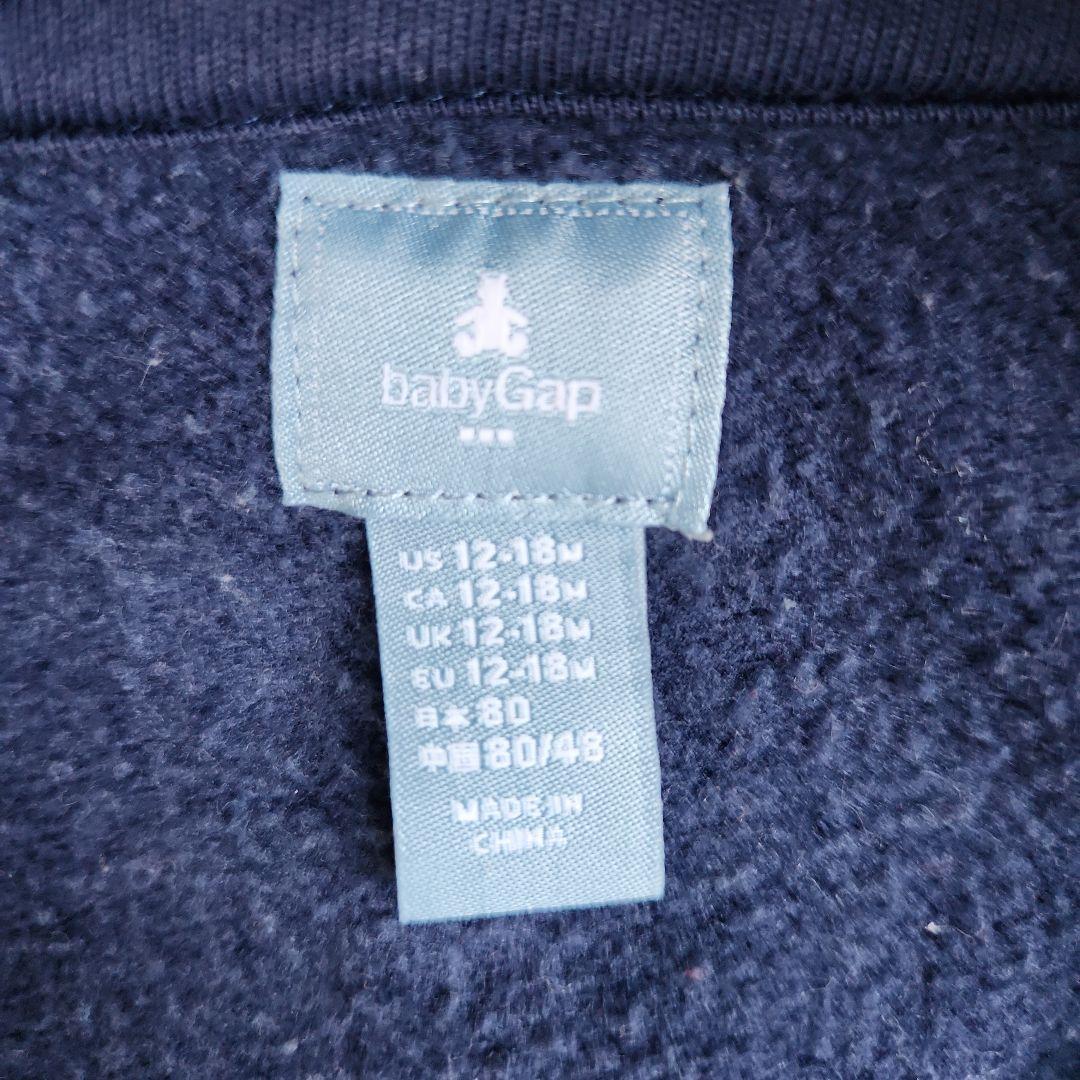 babyGap
US 12-18M
CA 12-18M
UK 12-18M
EU 12-18M
日本 80
中国 80/48
MADE IN
CHINA